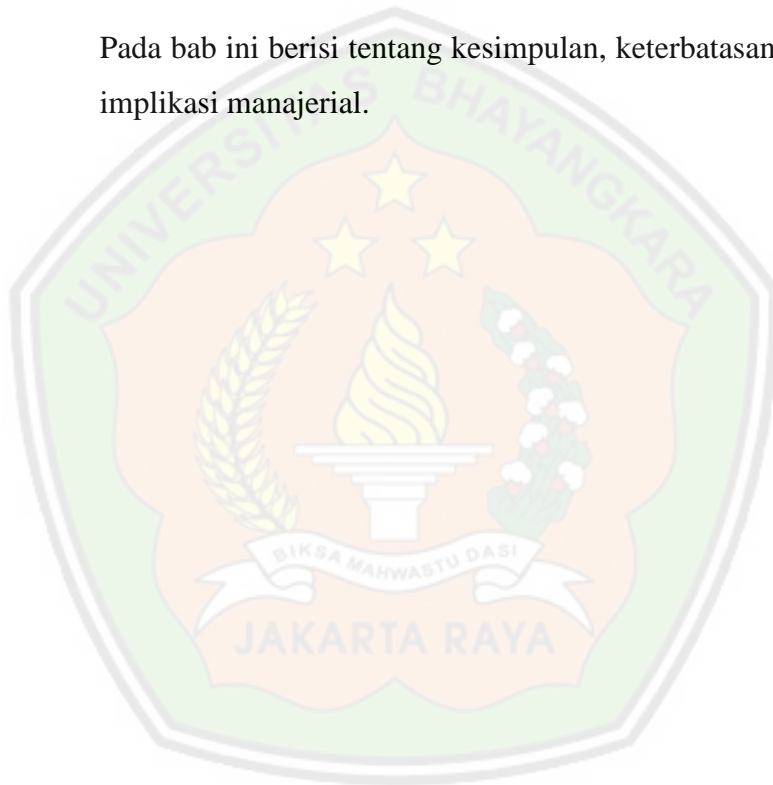 Pada bab ini berisi tentang kesimpulan, keterbatasan
implikasi manajerial.
UNIVERSITAS BHAYANGKARA
BIKSA MAHWASTU DASI
JAKARTA RAYA